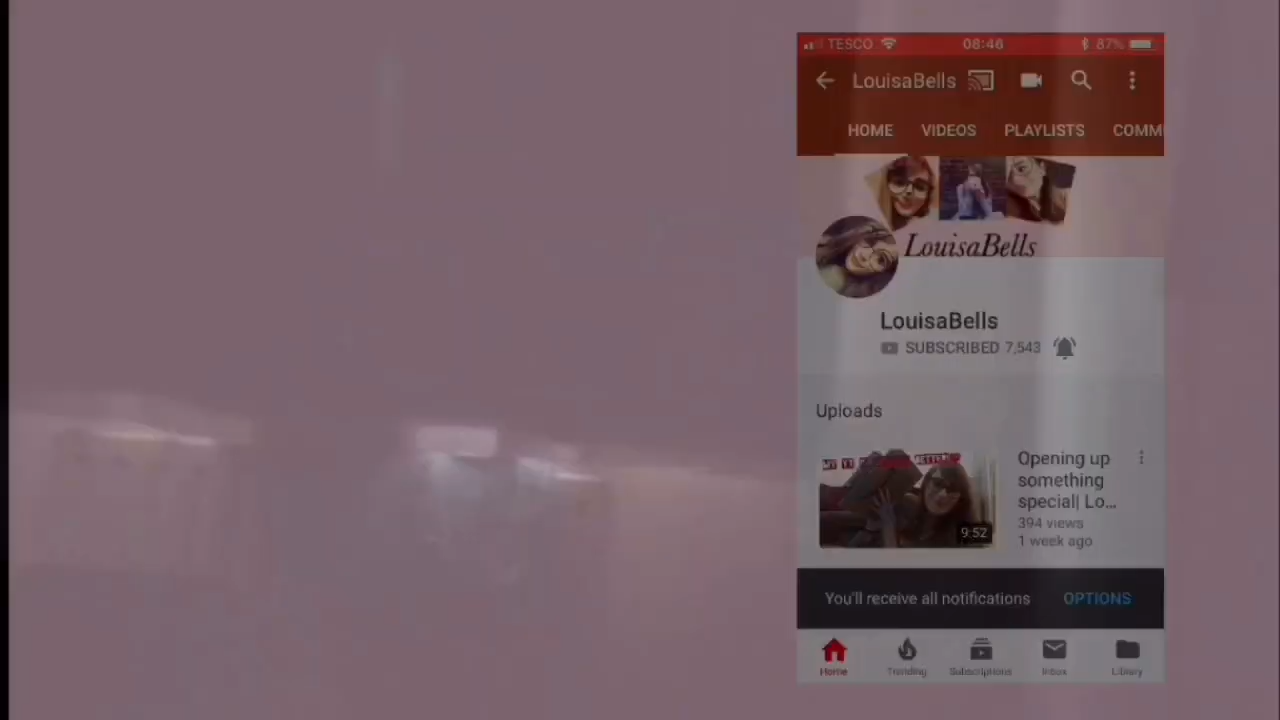 TESCO 08:46 87%
LouisaBells
HOME VIDEOS PLAYLISTS COMM
LouisaBells
LouisaBells
SUBSCRIBED 7,543
Uploads
Opening up
something
special| Lo...
394 views
1 week ago
9:52
You'll receive all notifications OPTIONS
Home Trending Subscriptions Inbox Library